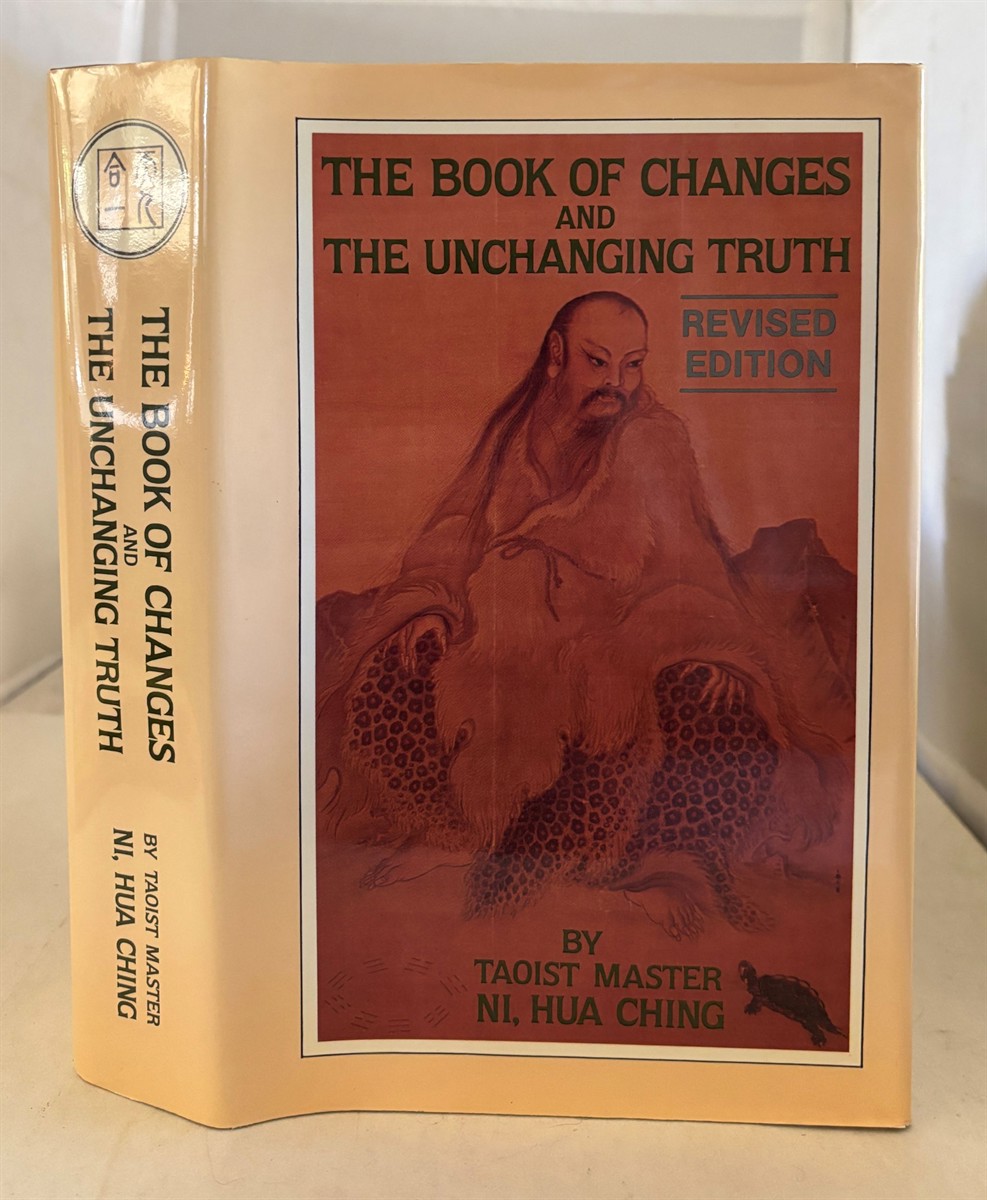 THE BOOK OF CHANGES
AND
THE UNCHANGING TRUTH
REVISED
EDITION
BY
TAOIST MASTER
NI, HUA CHING
THE BOOK OF CHANGES
AND
THE UNCHANGING TRUTH
BY TAOIST MASTER
NI, HUA CHING